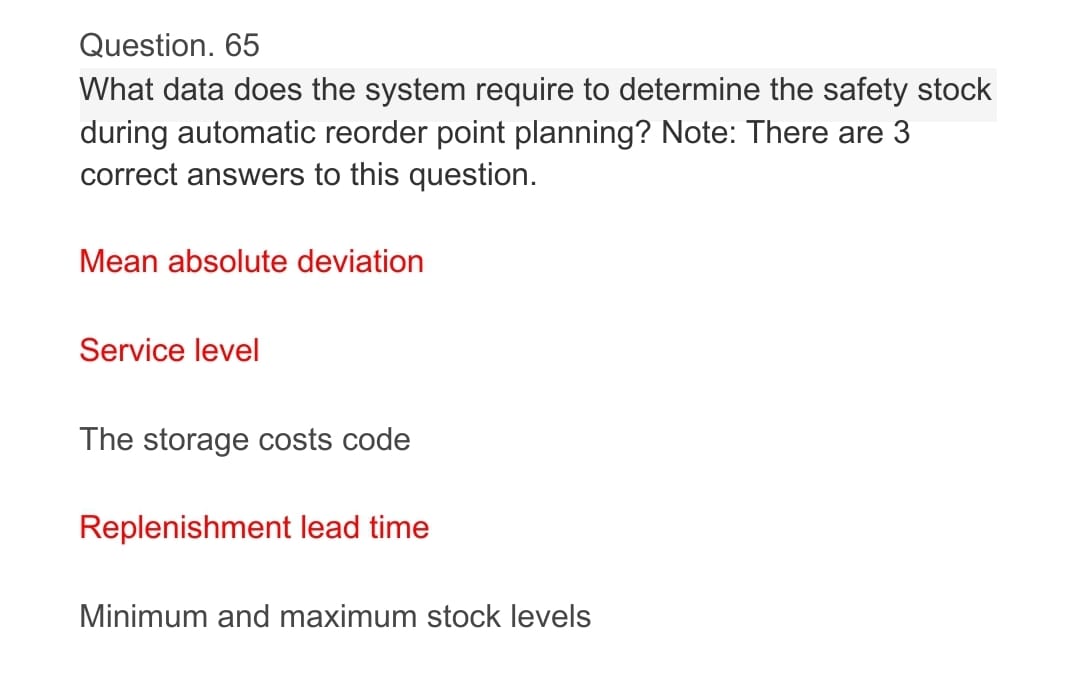 Question. 65
What data does the system require to determine the safety stock
during automatic reorder point planning? Note: There are 3
correct answers to this question.
Mean absolute deviation
Service level
The storage costs code
Replenishment lead time
Minimum and maximum stock levels